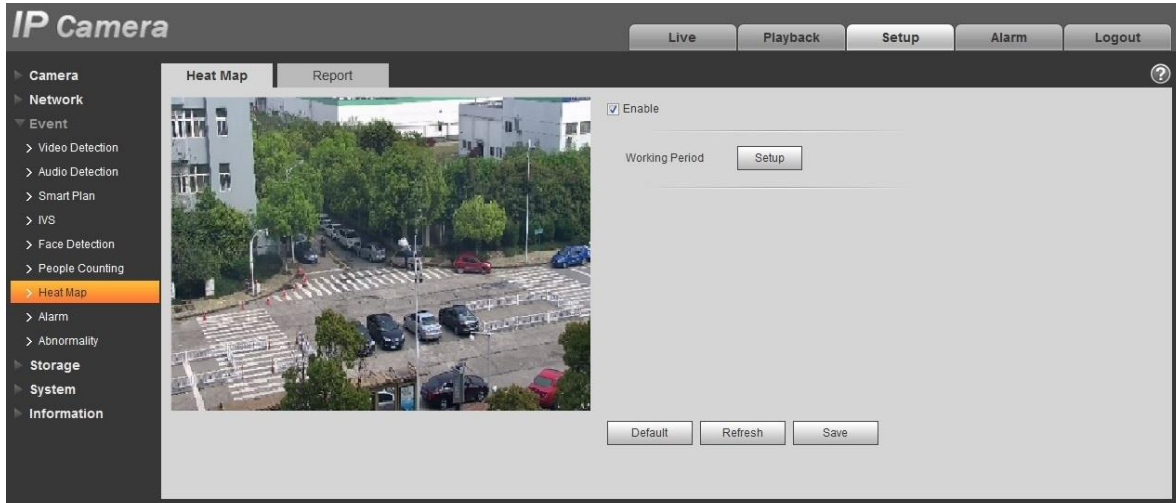 IP Camera
Live Playback Setup Alarm Logout
Camera
Network
Event
Video Detection
Audio Detection
Smart Plan
IVS
Face Detection
People Counting
Heat Map
Alarm
Abnormality
Storage
System
Information
Heat Map Report
?
Enable
Working Period Setup
Default Refresh Save